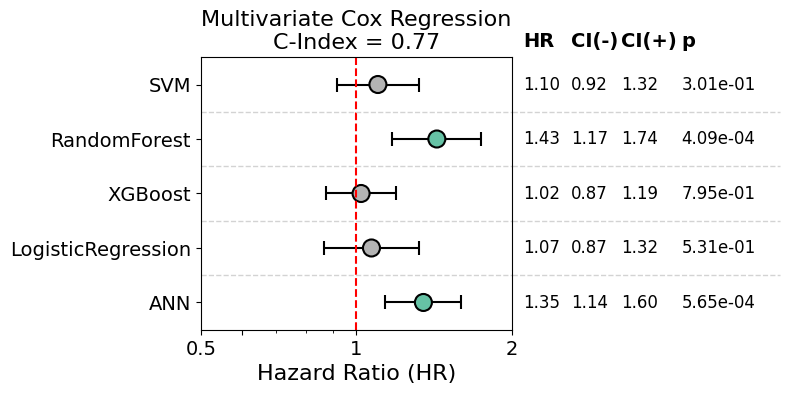 Multivariate Cox Regression
C-Index = 0.77
HR CI(-) CI(+) p
SVM 1.10 0.92 1.32 3.01e-01
RandomForest 1.43 1.17 1.74 4.09e-04
XGBoost 1.02 0.87 1.19 7.95e-01
LogisticRegression 1.07 0.87 1.32 5.31e-01
ANN 1.35 1.14 1.60 5.65e-04
0.5 1 2
Hazard Ratio (HR)